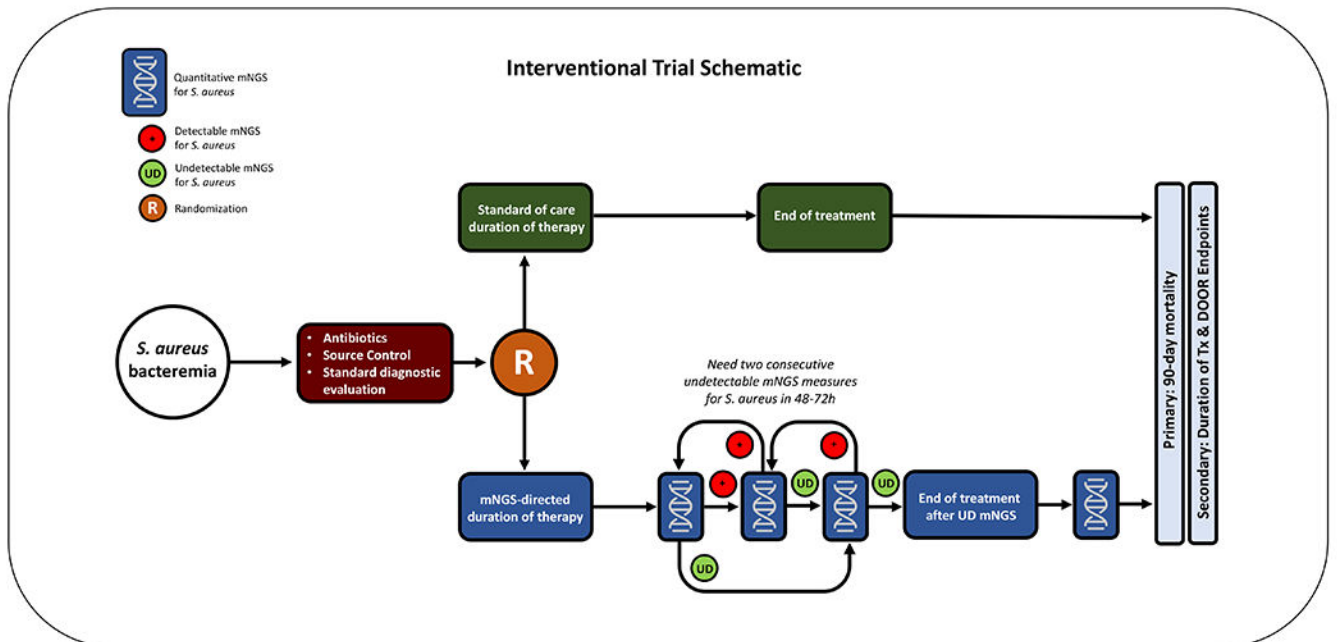 Interventional Trial Schematic
Quantitative mNGS
for S. aureus
+
Detectable mNGS
for S. aureus
UD
Undetectable mNGS
for S. aureus
R
Randomization
Standard of care
duration of therapy
End of treatment
S. aureus
bacteremia
• Antibiotics
• Source Control
• Standard diagnostic
evaluation
R
Need two consecutive
undetectable mNGS measures
for S. aureus in 48-72h
mNGS-directed
duration of therapy
+
+
+
UD
UD
UD
End of treatment
after UD mNGS
Primary: 90-day mortality
Secondary: Duration of Tx & DOOR Endpoints